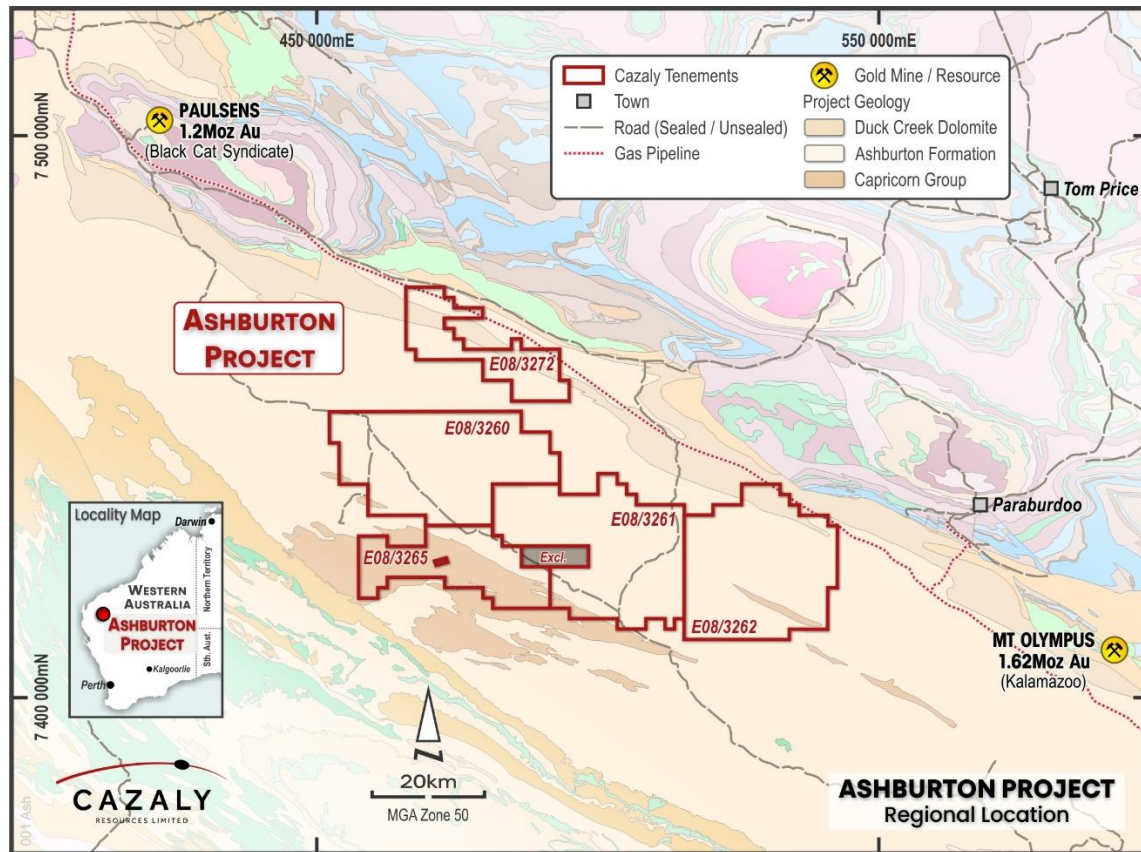 450 000mE
550 000mE
7 500 000mN
7 400 000mN
PAULSENS
1.2Moz Au
(Black Cat Syndicate)
Cazaly Tenements
Town
Road (Sealed / Unsealed)
Gas Pipeline
Gold Mine / Resource
Project Geology
Duck Creek Dolomite
Ashburton Formation
Capricorn Group
Tom Price
ASHBURTON
PROJECT
E08/3272
E08/3260
E08/3261
E08/3265
Excl.
E08/3262
Paraburdoo
MT OLYMPUS
1.62Moz Au
(Kalamazoo)
Locality Map
Darwin
WESTERN
AUSTRALIA
Northern Territory
ASHBURTON
PROJECT
Sth. Aust.
Kalgoorlie
Perth
N
20km
MGA Zone 50
CAZALY
RESOURCES LIMITED
001 Ash
ASHBURTON PROJECT
Regional Location